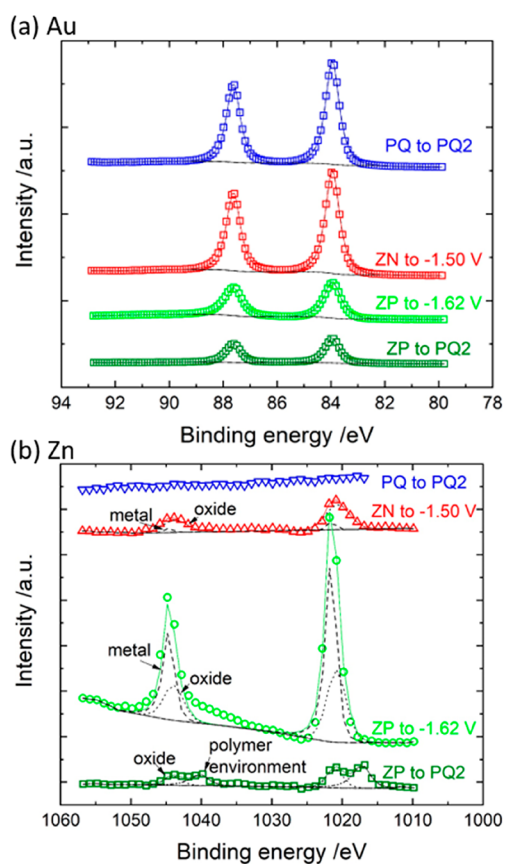 (a) Au
Intensity /a.u.
PQ to PQ2
ZN to -1.50 V
ZP to -1.62 V
ZP to PQ2
94 92 90 88 86 84 82 80 78
Binding energy /eV
(b) Zn
Intensity /a.u.
PQ to PQ2
metal
oxide
ZN to -1.50 V
metal
oxide
ZP to -1.62 V
oxide
polymer
environment
ZP to PQ2
1060 1050 1040 1030 1020 1010 1000
Binding energy /eV